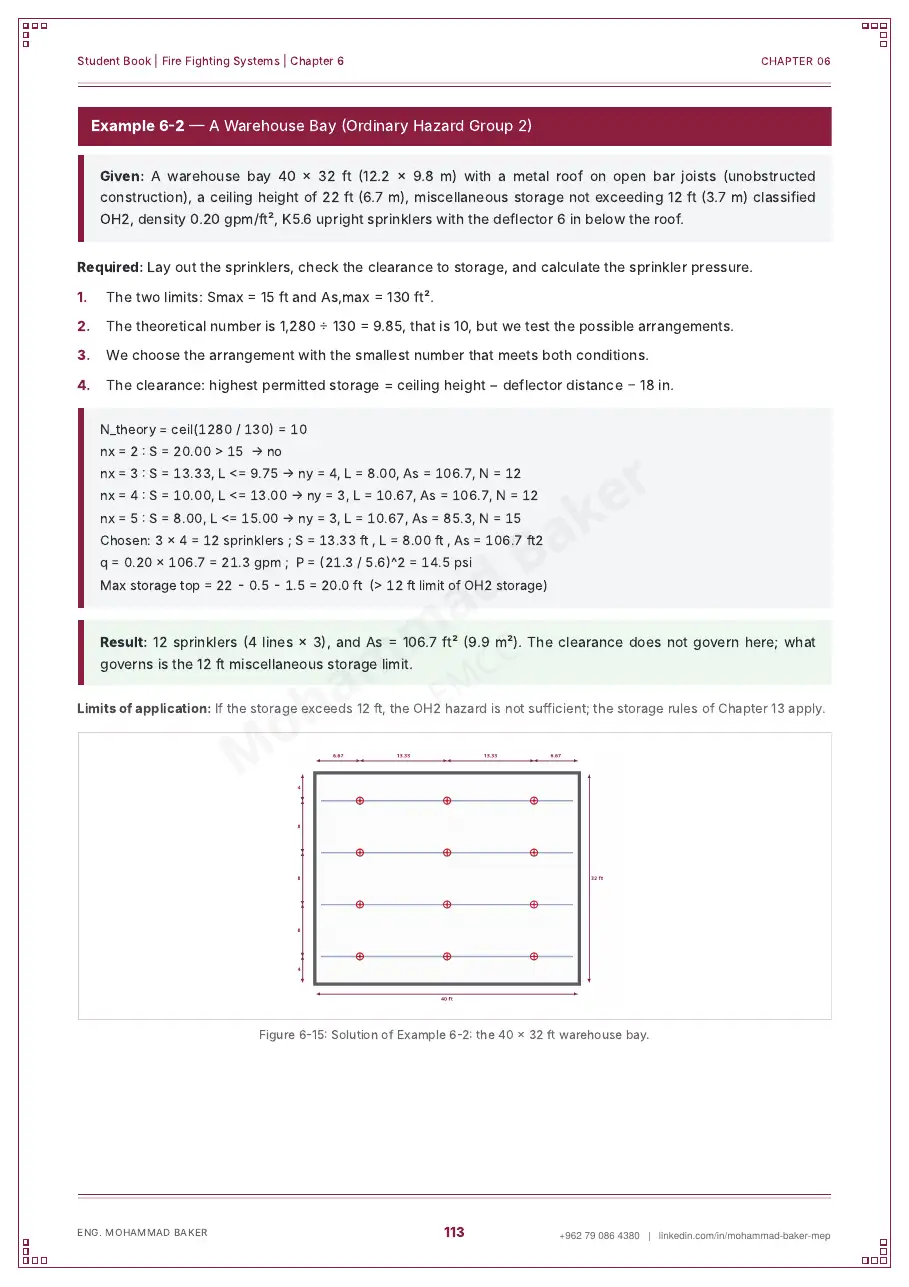 Student Book | Fire Fighting Systems | Chapter 6
CHAPTER 06
Example 6-2 — A Warehouse Bay (Ordinary Hazard Group 2)
Given: A warehouse bay 40 × 32 ft (12.2 × 9.8 m) with a metal roof on open bar joists (unobstructed
construction), a ceiling height of 22 ft (6.7 m), miscellaneous storage not exceeding 12 ft (3.7 m) classified
OH2, density 0.20 gpm/ft², K5.6 upright sprinklers with the deflector 6 in below the roof.
Required: Lay out the sprinklers, check the clearance to storage, and calculate the sprinkler pressure.
1. The two limits: Smax = 15 ft and As,max = 130 ft².
2. The theoretical number is 1,280 ÷ 130 = 9.85, that is 10, but we test the possible arrangements.
3. We choose the arrangement with the smallest number that meets both conditions.
4. The clearance: highest permitted storage = ceiling height − deflector distance − 18 in.
N_theory = ceil(1280 / 130) = 10
nx = 2 : S = 20.00 > 15 → no
nx = 3 : S = 13.33, L <= 9.75 → ny = 4, L = 8.00, As = 106.7, N = 12
nx = 4 : S = 10.00, L <= 13.00 → ny = 3, L = 10.67, As = 106.7, N = 12
nx = 5 : S = 8.00, L <= 15.00 → ny = 3, L = 10.67, As = 85.3, N = 15
Chosen: 3 × 4 = 12 sprinklers ; S = 13.33 ft , L = 8.00 ft , As = 106.7 ft2
q = 0.20 × 106.7 = 21.3 gpm ; P = (21.3 / 5.6)^2 = 14.5 psi
Max storage top = 22 - 0.5 - 1.5 = 20.0 ft (> 12 ft limit of OH2 storage)
Result: 12 sprinklers (4 lines × 3), and As = 106.7 ft² (9.9 m²). The clearance does not govern here; what
governs is the 12 ft miscellaneous storage limit.
Limits of application: If the storage exceeds 12 ft, the OH2 hazard is not sufficient; the storage rules of Chapter 13 apply.
6.67 13.33 13.33 6.67
4
8
8
8
4
32 ft
40 ft
Figure 6-15: Solution of Example 6-2: the 40 × 32 ft warehouse bay.
Mohammad baker
EMCC
ENG. MOHAMMAD BAKER
113
+962 79 086 4380 | linkedin.com/in/mohammad-baker-mep